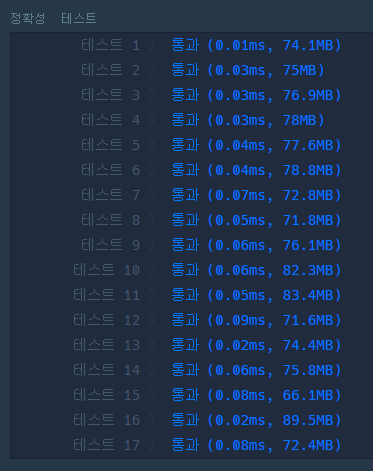 정확성 테스트
테스트 1 〉 통과 (0.01ms, 74.1MB)
테스트 2 〉 통과 (0.03ms, 75MB)
테스트 3 〉 통과 (0.03ms, 76.9MB)
테스트 4 〉 통과 (0.03ms, 78MB)
테스트 5 〉 통과 (0.04ms, 77.6MB)
테스트 6 〉 통과 (0.04ms, 78.8MB)
테스트 7 〉 통과 (0.07ms, 72.8MB)
테스트 8 〉 통과 (0.05ms, 71.8MB)
테스트 9 〉 통과 (0.06ms, 76.1MB)
테스트 10 〉 통과 (0.06ms, 82.3MB)
테스트 11 〉 통과 (0.05ms, 83.4MB)
테스트 12 〉 통과 (0.09ms, 71.6MB)
테스트 13 〉 통과 (0.02ms, 74.4MB)
테스트 14 〉 통과 (0.06ms, 75.8MB)
테스트 15 〉 통과 (0.08ms, 66.1MB)
테스트 16 〉 통과 (0.02ms, 89.5MB)
테스트 17 〉 통과 (0.08ms, 72.4MB)